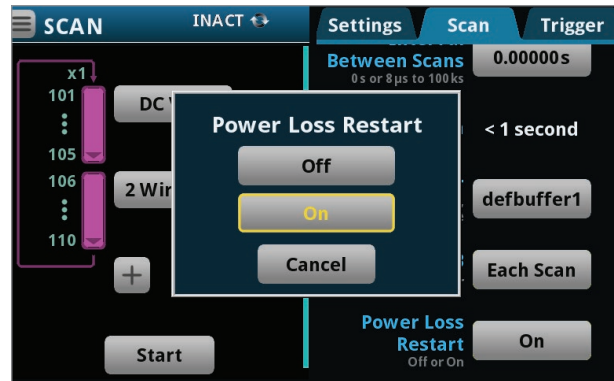 SCAN
INACT
Settings
Scan
Trigger
Between Scans
0 s or 8µs to 100ks
0.00000 s
x1
101
105
106
110
DC
2 Wir
+
Start
Power Loss Restart
Off
On
Cancel
< 1 second
defbuffer1
Each Scan
Power Loss
Restart
Off or On
On